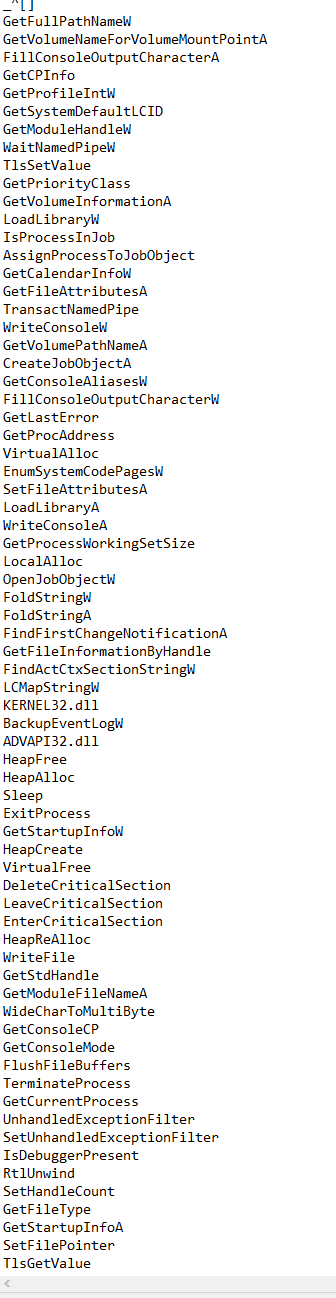 _^[]
GetFullPathNameW
GetVolumeNameForVolumeMountPointA
FillConsoleOutputCharacterA
GetCPInfo
GetProfileIntW
GetSystemDefaultLCID
GetModuleHandleW
WaitNamedPipeW
TlsSetValue
GetPriorityClass
GetVolumeInformationA
LoadLibraryW
IsProcessInJob
AssignProcessToJobObject
GetCalendarInfoW
GetFileAttributesA
TransactNamedPipe
WriteConsoleW
GetVolumePathNameA
CreateJobObjectA
GetConsoleAliasesW
FillConsoleOutputCharacterW
GetLastError
GetProcAddress
VirtualAlloc
EnumSystemCodePagesW
SetFileAttributesA
LoadLibraryA
WriteConsoleA
GetProcessWorkingSetSize
LocalAlloc
OpenJobObjectW
FoldStringW
FoldStringA
FindFirstChangeNotificationA
GetFileInformationByHandle
FindActCtxSectionStringW
LCMapStringW
KERNEL32.dll
BackupEventLogW
ADVAPI32.dll
HeapFree
HeapAlloc
Sleep
ExitProcess
GetStartupInfoW
HeapCreate
VirtualFree
DeleteCriticalSection
LeaveCriticalSection
EnterCriticalSection
HeapReAlloc
WriteFile
GetStdHandle
GetModuleFileNameA
WideCharToMultiByte
GetConsoleCP
GetConsoleMode
FlushFileBuffers
TerminateProcess
GetCurrentProcess
UnhandledExceptionFilter
SetUnhandledExceptionFilter
IsDebuggerPresent
RtlUnwind
SetHandleCount
GetFileType
GetStartupInfoA
SetFilePointer
TlsGetValue